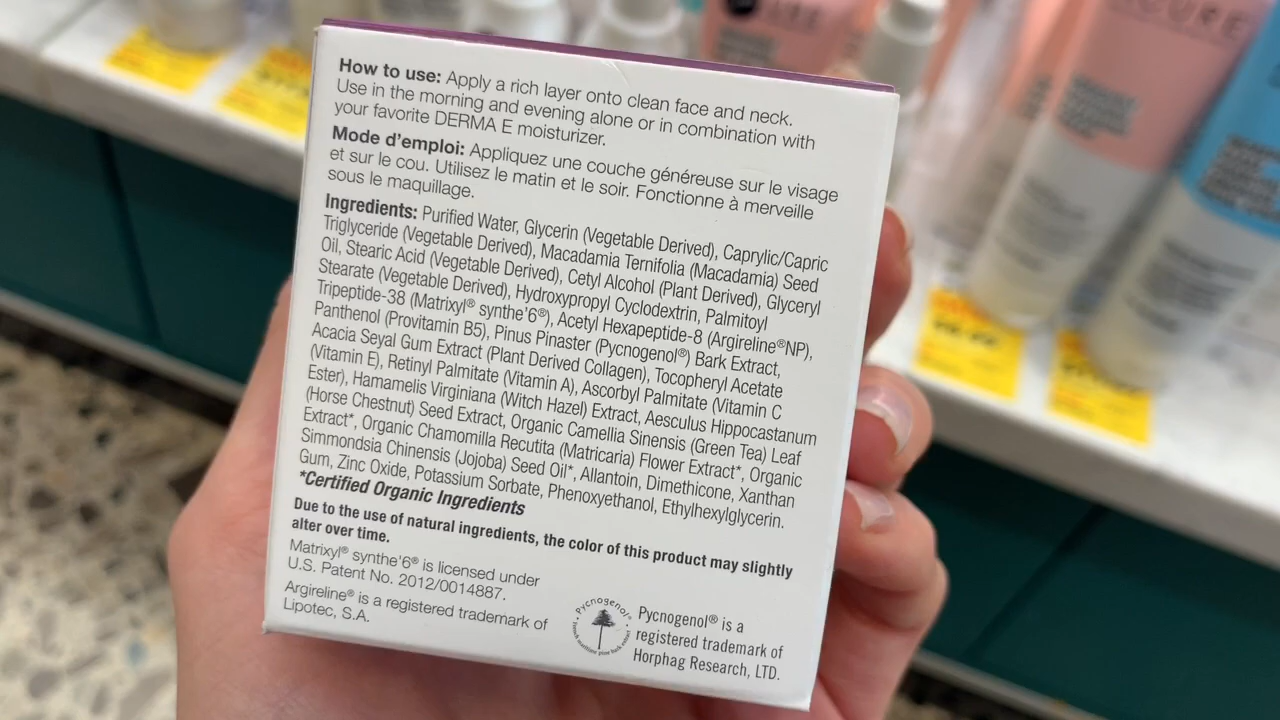 How to use: Apply a rich layer onto clean face and neck.
Use in the morning and evening alone or in combination with
your favorite DERMA E moisturizer.
Mode d'emploi: Appliquez une couche généreuse sur le visage
et sur le cou. Utilisez le matin et le soir. Fonctionne à merveille
sous le maquillage.
Ingredients: Purified Water, Glycerin (Vegetable Derived), Caprylic/Capric
Triglyceride (Vegetable Derived), Macadamia Ternifolia (Macadamia) Seed
Oil, Stearic Acid (Vegetable Derived), Cetyl Alcohol (Plant Derived), Glyceryl
Stearate (Vegetable Derived), Hydroxypropyl Cyclodextrin, Palmitoyl
Tripeptide-38 (Matrixyl® synthe'6®), Acetyl Hexapeptide-8 (Argireline®NP),
Panthenol (Provitamin B5), Pinus Pinaster (Pycnogenol®) Bark Extract,
Acacia Seyal Gum Extract (Plant Derived Collagen), Tocopheryl Acetate
(Vitamin E), Retinyl Palmitate (Vitamin A), Ascorbyl Palmitate (Vitamin C
Ester), Hamamelis Virginiana (Witch Hazel) Extract, Aesculus Hippocastanum
(Horse Chestnut) Seed Extract, Organic Camellia Sinensis (Green Tea) Leaf
Extract*, Organic Chamomilla Recutita (Matricaria) Flower Extract*, Organic
Simmondsia Chinensis (Jojoba) Seed Oil*, Allantoin, Dimethicone, Xanthan
Gum, Zinc Oxide, Potassium Sorbate, Phenoxyethanol, Ethylhexylglycerin.
*Certified Organic Ingredients
Due to the use of natural ingredients, the color of this product may slightly
alter over time.
Matrixyl® synthe'6® is licensed under
U.S. Patent No. 2012/0014887.
Argireline® is a registered trademark of
Lipotec, S.A.
Pycnogenol®
Pycnogenol® is a
registered trademark of
Horphag Research, LTD.